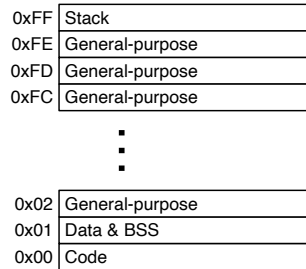 0xFF Stack
0xFE General-purpose
0xFD General-purpose
0xFC General-purpose
0x02 General-purpose
0x01 Data & BSS
0x00 Code